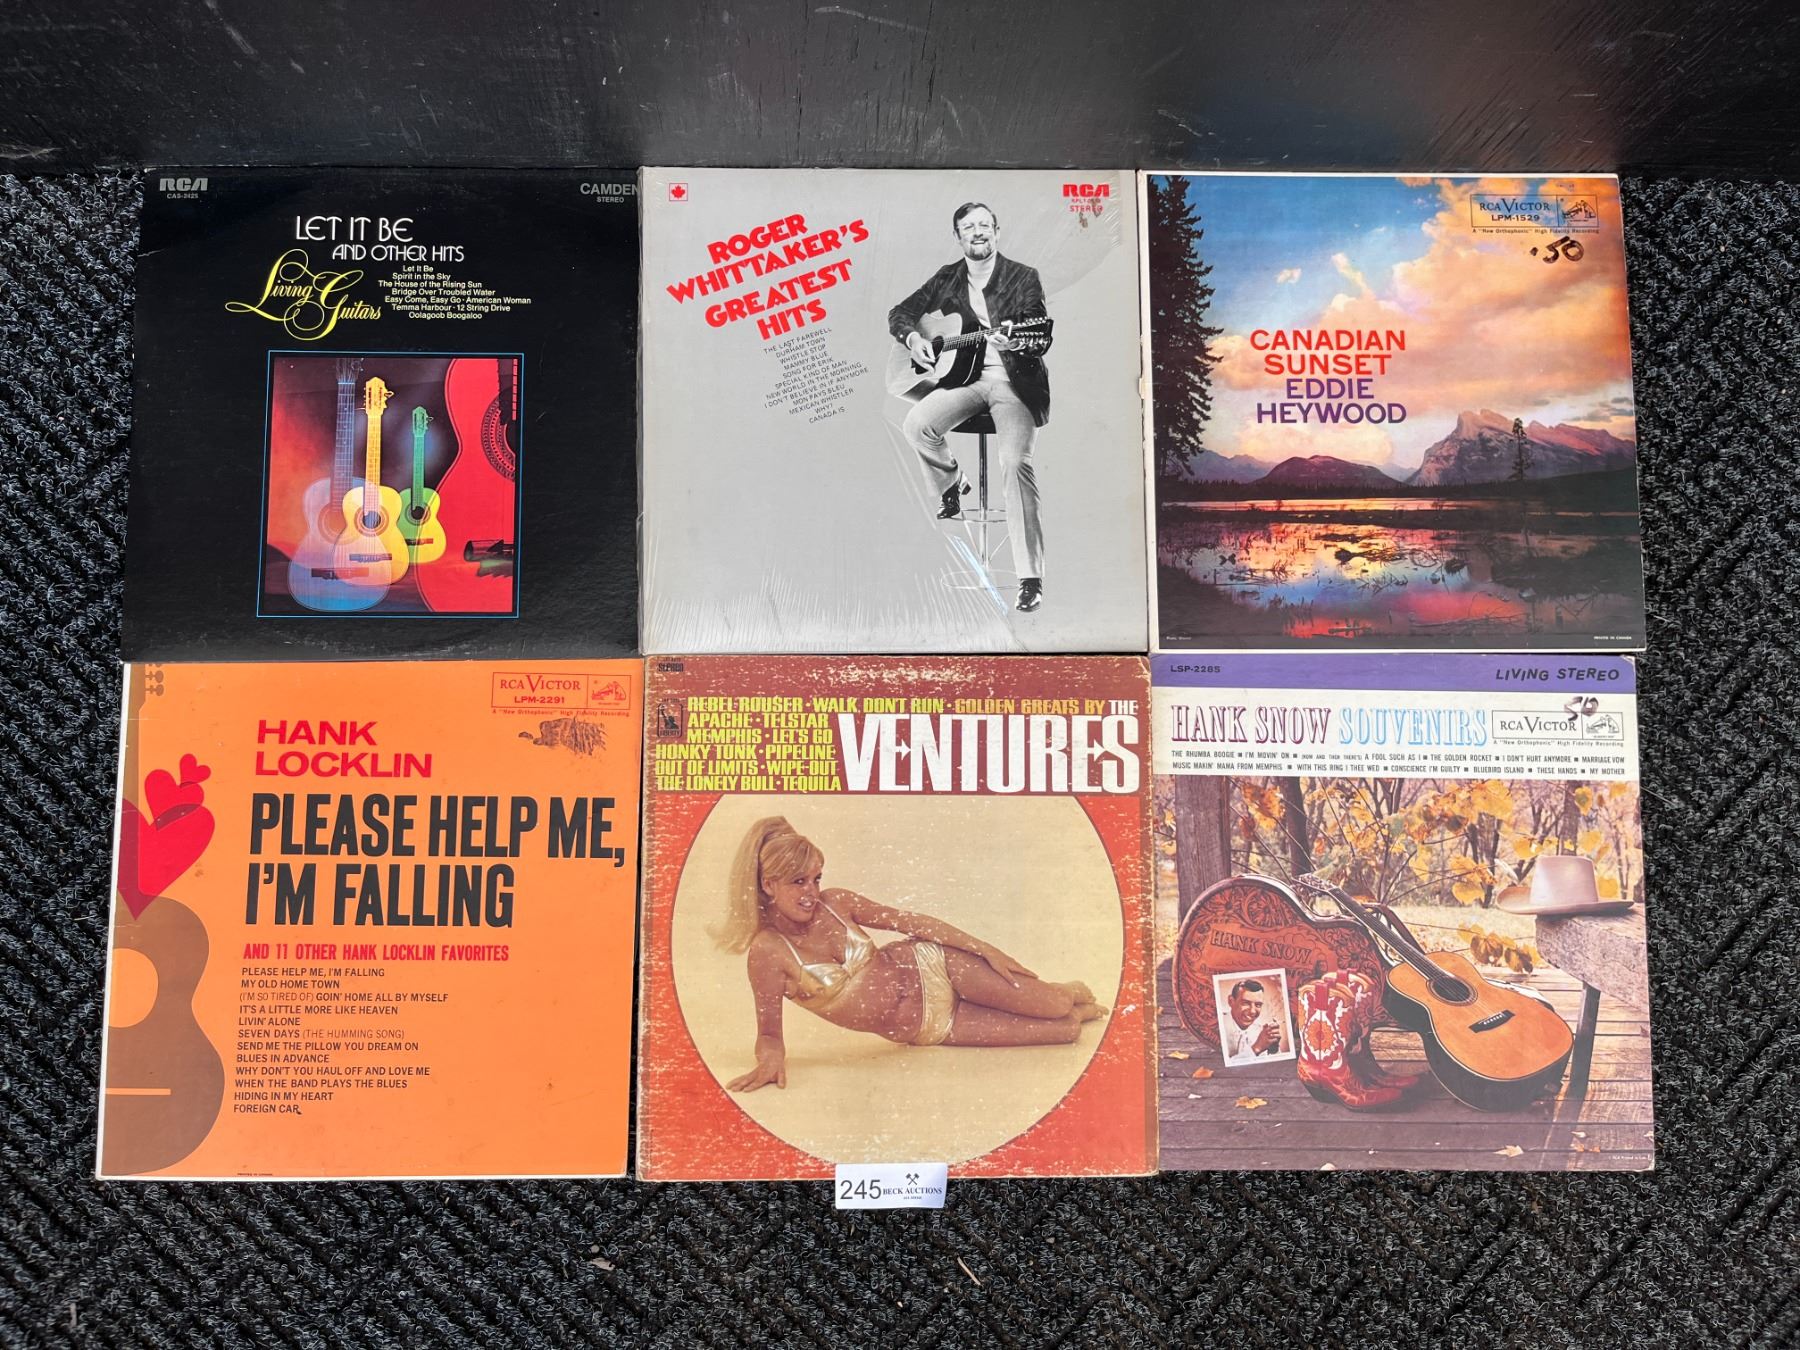 RCA
CAS-2425
CAMDEN
STEREO
LET IT BE
AND OTHER HITS
Living Guitars
Let It Be
Spirit in the Sky
The House of the Rising Sun
Bridge Over Troubled Water
Easy Come, Easy Go · American Woman
Temma Harbour · 12 String Drive
Oolagoob Boogaloo
RCA
STEREO
ROGER
WHITTAKER'S
GREATEST
HITS
THE LAST FAREWELL
DURHAM TOWN
WHISTLE STOP
MAMMY BLUE
SONG FOR ERIK
SPECIAL KIND OF MAN
NEW WORLD IN THE MORNING
I DON'T BELIEVE IN IF ANYMORE
MON PAYS BLEU
MEXICAN WHISTLER
WHY?
CANADA IS
RCA VICTOR
LPM-1529
A "New Orthophonic" High Fidelity Recording
.50
CANADIAN
SUNSET
EDDIE
HEYWOOD
PRINTED IN CANADA
RCA VICTOR
LPM-2291
A "New Orthophonic" High Fidelity Recording
HANK
LOCKLIN
PLEASE HELP ME,
I'M FALLING
AND 11 OTHER HANK LOCKLIN FAVORITES
PLEASE HELP ME, I'M FALLING
MY OLD HOME TOWN
(I'M SO TIRED OF) GOIN' HOME ALL BY MYSELF
IT'S A LITTLE MORE LIKE HEAVEN
LIVIN' ALONE
SEVEN DAYS (THE HUMMING SONG)
SEND ME THE PILLOW YOU DREAM ON
BLUES IN ADVANCE
WHY DON'T YOU HAUL OFF AND LOVE ME
WHEN THE BAND PLAYS THE BLUES
HIDING IN MY HEART
FOREIGN CAR
PRINTED IN CANADA
STEREO
LIBERTY
REBEL-ROUSER · WALK, DON'T RUN · GOLDEN GREATS BY THE
APACHE · TELSTAR
MEMPHIS · LET'S GO
HONKY TONK · PIPELINE
OUT OF LIMITS · WIPE-OUT
THE LONELY BULL · TEQUILA
VENTURES
245 BECK AUCTIONS
LSP-2285
LIVING STEREO
HANK SNOW SOUVENIRS
RCA VICTOR
50
A "New Orthophonic" High Fidelity Recording
THE RHUMBA BOOGIE ■ I'M MOVIN' ON ■ (NOW AND THEN THERE'S) A FOOL SUCH AS I ■ THE GOLDEN ROCKET ■ I DON'T HURT ANYMORE ■ MARRIAGE VOW
MUSIC MAKIN' MAMA FROM MEMPHIS ■ WITH THIS RING I THEE WED ■ CONSCIENCE I'M GUILTY ■ BLUEBIRD ISLAND ■ THESE HANDS ■ MY MOTHER
HANK SNOW